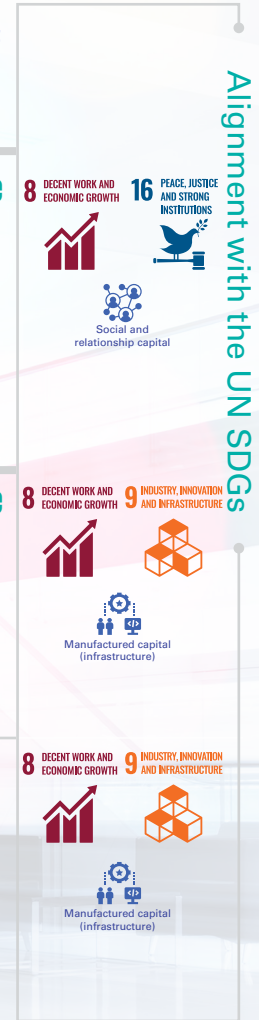 Alignment with the UN SDGs
8 DECENT WORK AND
ECONOMIC GROWTH
16 PEACE, JUSTICE
AND STRONG
INSTITUTIONS
Social and
relationship capital
8 DECENT WORK AND
ECONOMIC GROWTH
9 INDUSTRY, INNOVATION
AND INFRASTRUCTURE
Manufactured capital
(infrastructure)
8 DECENT WORK AND
ECONOMIC GROWTH
9 INDUSTRY, INNOVATION
AND INFRASTRUCTURE
Manufactured capital
(infrastructure)